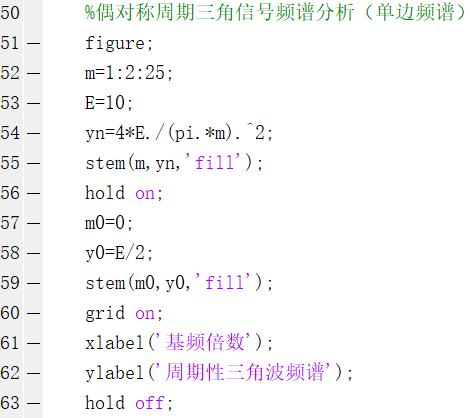 50 %偶对称周期三角信号频谱分析（单边频谱）
51 — figure;
52 — m=1:2:25;
53 — E=10;
54 — yn=4*E./(pi.*m).^2;
55 — stem(m,yn,'fill');
56 — hold on;
57 — m0=0;
58 — y0=E/2;
59 — stem(m0,y0,'fill');
60 — grid on;
61 — xlabel('基频倍数');
62 — ylabel('周期性三角波频谱');
63 — hold off;